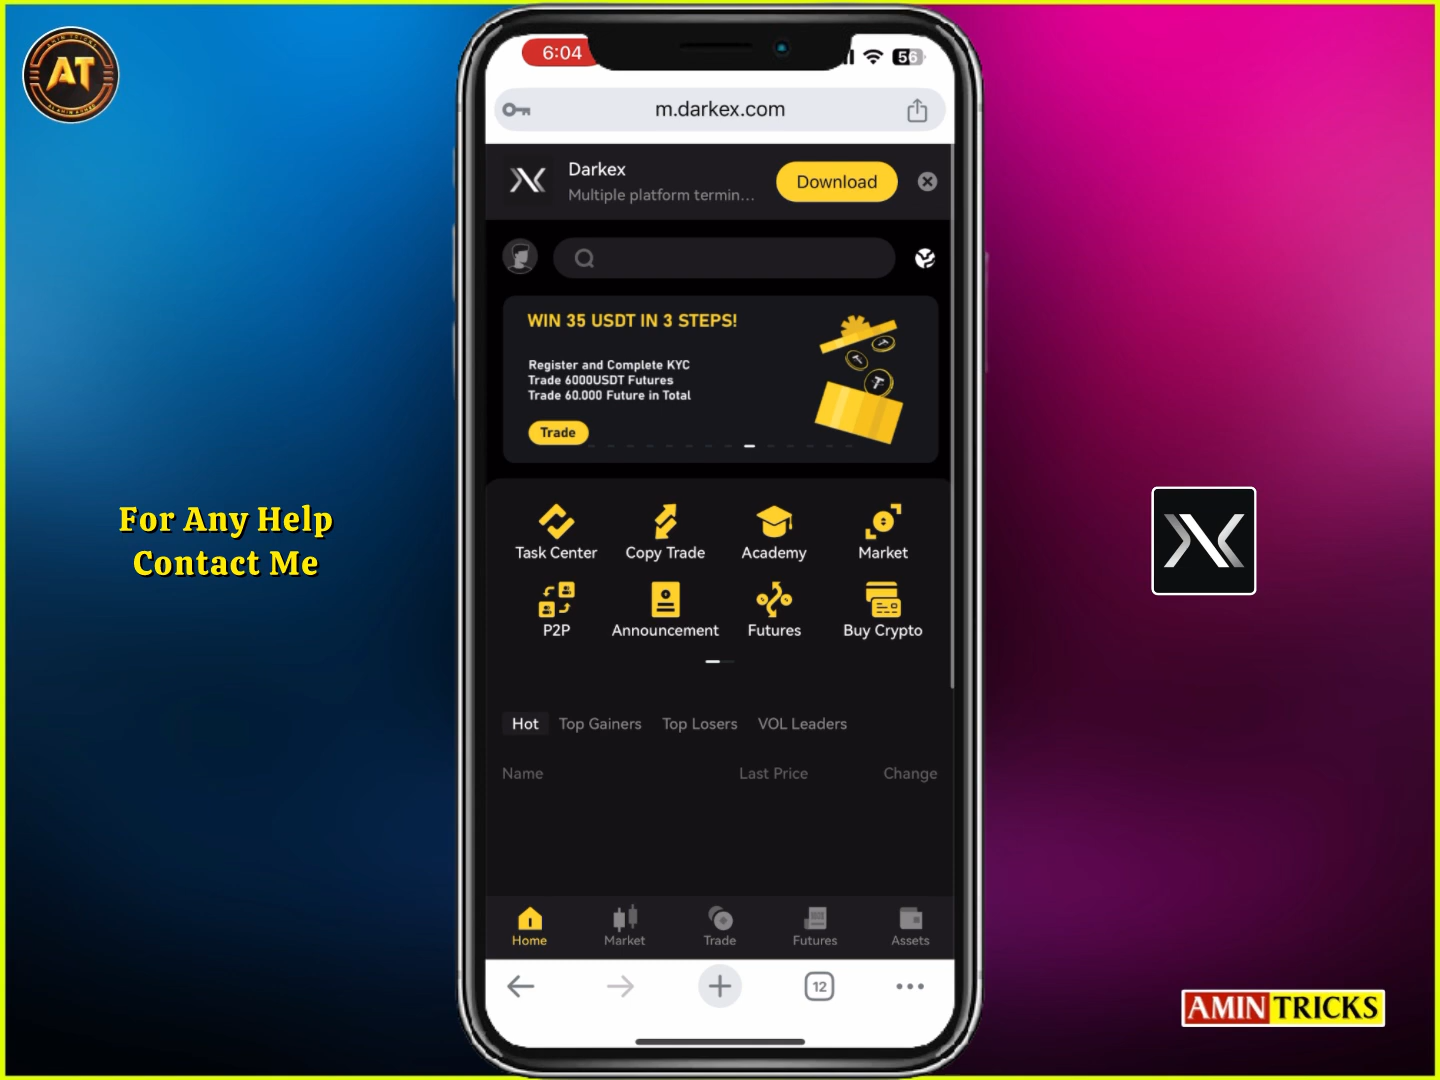 AT
6:04
56
m.darkex.com
Darkex
Multiple platform termin...
Download
WIN 35 USDT IN 3 STEPS!
Register and Complete KYC
Trade 6000USDT Futures
Trade 60.000 Future in Total
Trade
For Any Help
Contact Me
Task Center
Copy Trade
Academy
Market
P2P
Announcement
Futures
Buy Crypto
Hot
Top Gainers
Top Losers
VOL Leaders
Name
Last Price
Change
Home
Market
Trade
Futures
Assets
12
AMIN TRICKS